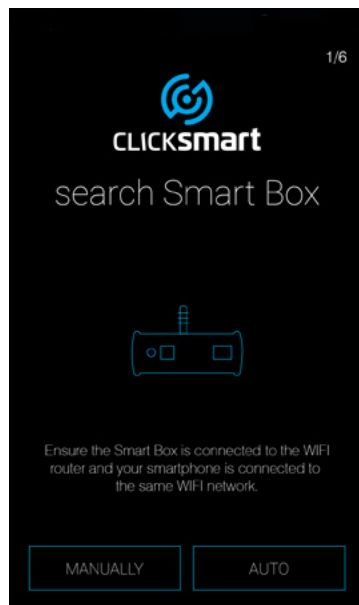 1/6
CLICKsmart
search Smart Box
Ensure the Smart Box is connected to the WIFI
router and your smartphone is connected to
the same WIFI network.
MANUALLY
AUTO